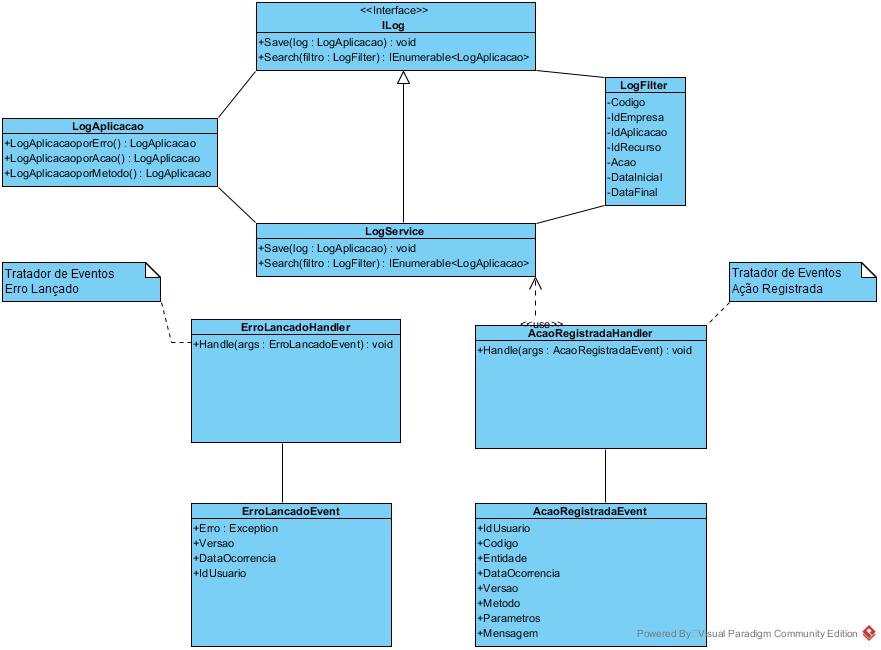 <<Interface>>
ILog
+Save(log : LogAplicacao) : void
+Search(filtro : LogFilter) : IEnumerable<LogAplicacao>
LogFilter
-Codigo
-IdEmpresa
-IdAplicacao
-IdRecurso
-Acao
-DataInicial
-DataFinal
LogAplicacao
+LogAplicacaoporErro() : LogAplicacao
+LogAplicacaoporAcao() : LogAplicacao
+LogAplicacaoporMetodo() : LogAplicacao
LogService
+Save(log : LogAplicacao) : void
+Search(filtro : LogFilter) : IEnumerable<LogAplicacao>
Tratador de Eventos
Erro Lançado
Tratador de Eventos
Ação Registrada
<<use>>
ErroLancadoHandler
+Handle(args : ErroLancadoEvent) : void
AcaoRegistradaHandler
+Handle(args : AcaoRegistradaEvent) : void
ErroLancadoEvent
+Erro : Exception
+Versao
+DataOcorrencia
+IdUsuario
AcaoRegistradaEvent
+IdUsuario
+Codigo
+Entidade
+DataOcorrencia
+Versao
+Metodo
+Parametros
+Mensagem
Powered By Visual Paradigm Community Edition